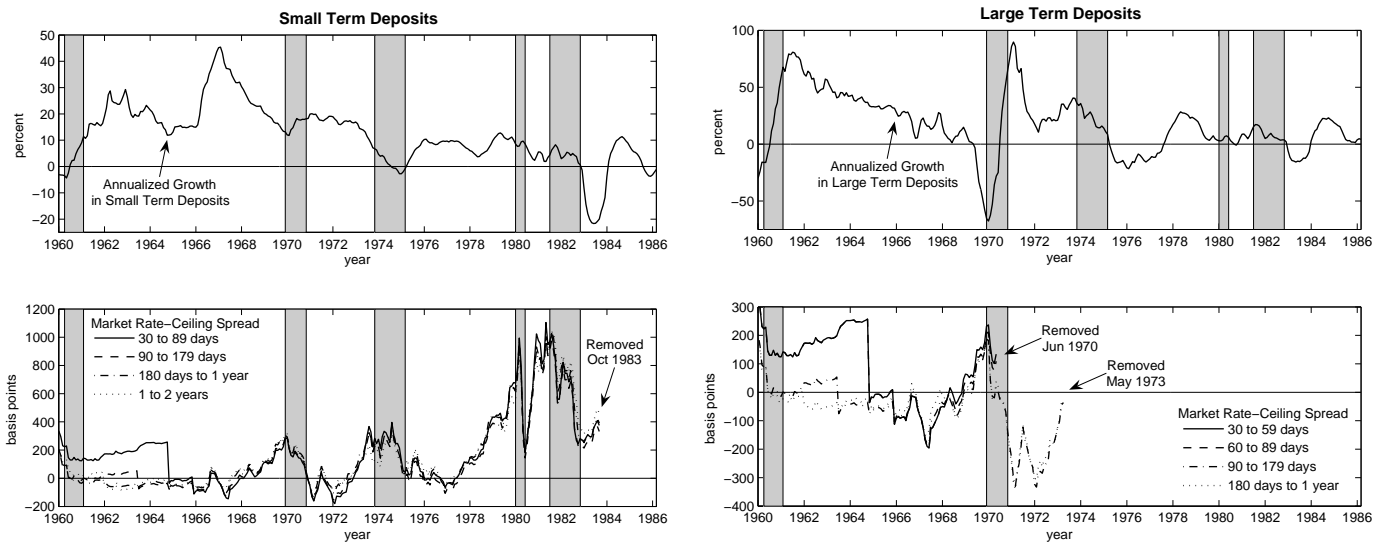 Small Term Deposits
50
40
30
20
10
0
−10
−20
percent
Annualized Growth
in Small Term Deposits
1960 1962 1964 1966 1968 1970 1972 1974 1976 1978 1980 1982 1984 1986
year
Large Term Deposits
100
50
0
−50
percent
Annualized Growth
in Large Term Deposits
1960 1962 1964 1966 1968 1970 1972 1974 1976 1978 1980 1982 1984 1986
year
1200
1000
800
600
400
200
0
−200
basis points
Market Rate−Ceiling Spread
30 to 89 days
90 to 179 days
180 days to 1 year
1 to 2 years
Removed
Oct 1983
1960 1962 1964 1966 1968 1970 1972 1974 1976 1978 1980 1982 1984 1986
year
300
200
100
0
−100
−200
−300
−400
basis points
Removed
Jun 1970
Removed
May 1973
Market Rate−Ceiling Spread
30 to 59 days
60 to 89 days
90 to 179 days
180 days to 1 year
1960 1962 1964 1966 1968 1970 1972 1974 1976 1978 1980 1982 1984 1986
year